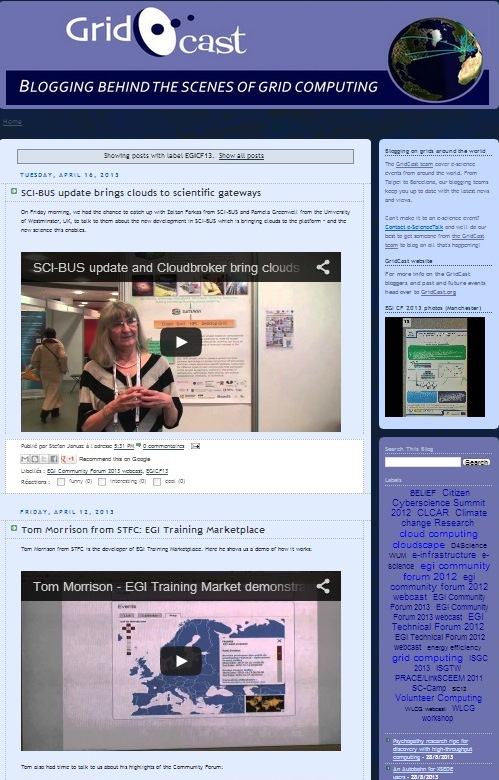 Grid cast
BLOGGING BEHIND THE SCENES OF GRID COMPUTING
Home
Showing posts with label EGICF13. Show all posts
TUESDAY, APRIL 16, 2013
SCI-BUS update brings clouds to scientific gateways
On Friday morning, we had the chance to catch up with Zoltan Farkas from SCI-BUS and Pamela Greenwell from the University
of Westminster, UK, to talk to them about the new development in SCI-BUS which is bringing clouds to the platform - and the
new science this enables.
SCI-BUS update and Cloudbroker bring clouds
Publié par Stefan Janusz à l'adresse 5:31 PM 0 commentaires
Recommend this on Google
Libellés : EGI Community Forum 2013 webcast, EGICF13
Réactions : funny (0) interesting (0) cool (0)
FRIDAY, APRIL 12, 2013
Tom Morrison from STFC: EGI Training Marketplace
Tom Morrison from STFC is the developer of EGI Training Marketplace. Here he shows us a demo of how it works:
Tom Morrison - EGI Training Market demonstra
Events
Tom also had time to talk to us about his highlights of the Community Forum:
Blogging on grids around the world
The GridCast team cover e-science
events from around the world. From
Taipei to Barcelona, our blogging teams
keep you up to date with the latest news
and views.
Can't make it to an e-science event?
Contact e-ScienceTalk and we'll do our
best to get someone from the GridCast
team to blog on all that's happening!
GridCast website
For more info on the GridCast
bloggers and past and future events
head over to GridCast.org
EGI CF 2013 photos (Manchester)
Search This Blog
Search
Labels
BELIEF Citizen
Cyberscience Summit
2012 CLCAR Climate
change Research
cloud computing
cloudscape D4Science
WUM e-infrastructure e-
science egi community
forum 2012 egi
community forum 2012
webcast EGI Community
Forum 2013 EGI Community
Forum 2013 webcast EGI
Technical Forum 2012
EGI Technical Forum 2012
webcast energy efficiency
grid computing ISGC
2013 ISGTW
PRACE/LinkSCEEM 2011
SC-Camp SC12
Volunteer Computing
WLCG webcast WLCG
workshop
Psychopathy research ripe for
discovery with high-throughput
computing - 28/8/2013
An Autobahn for XSEDE
users - 28/8/2013